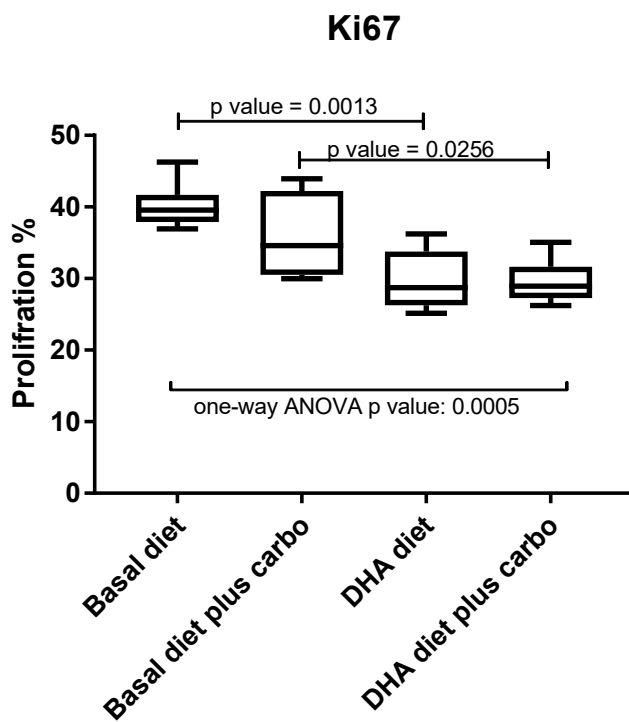 Ki67
p value = 0.0013
p value = 0.0256
50
40
30
20
10
0
Prolifration %
one-way ANOVA p value: 0.0005
Basal diet
Basal diet plus carbo
DHA diet
DHA diet plus carbo